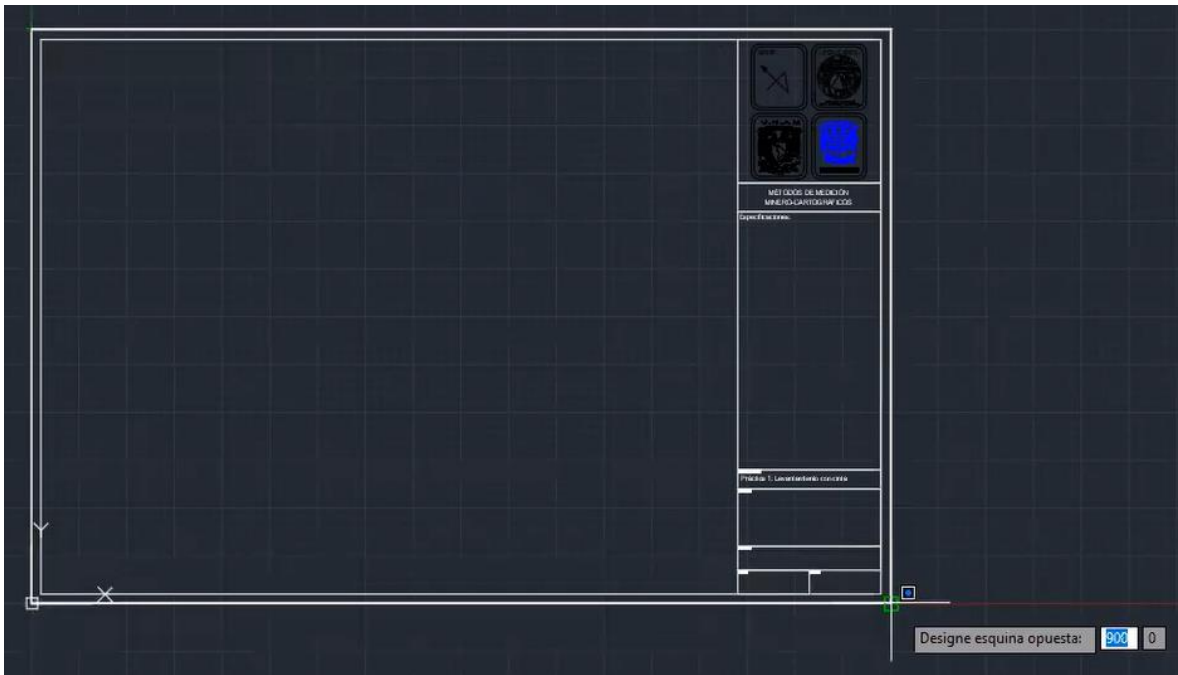 U.N.A.M
MÉTODOS DE MEDICIÓN
MINERO-CARTOGRÁFICOS
Especificaciones:
Práctica 1. Levantamiento con cinta
Y
X
Designe esquina opuesta: 900 0